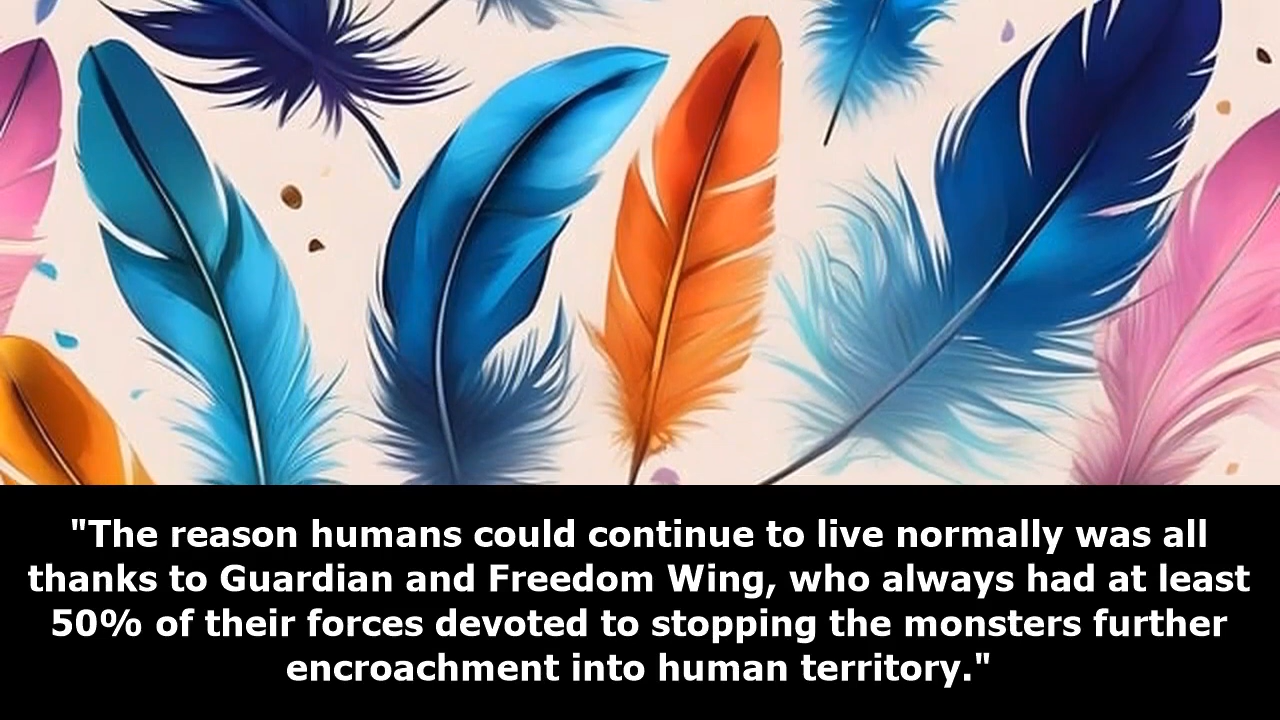 "The reason humans could continue to live normally was all
thanks to Guardian and Freedom Wing, who always had at least
50% of their forces devoted to stopping the monsters further
encroachment into human territory."